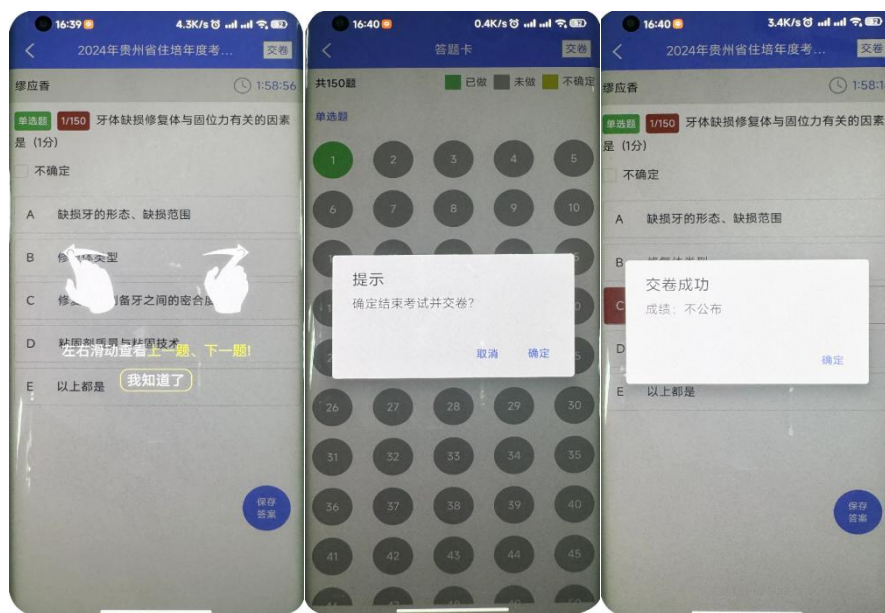 16:39
4.3K/s
2024年贵州省住培年度考...
交卷
缪应香
1:58:56
单选题 1/150 牙体缺损修复体与固位力有关的因素
是 (1分)
不确定
A 缺损牙的形态、缺损范围
B
C
D 粘固剂质量与粘固技术
左右滑动查看上一题、下一题!
E 以上都是
我知道了
保存
答案
16:40
0.4K/s
答题卡
交卷
共150题
已做
未做
不确定
单选题
1 2 3 4 5
6 7 8 9 10
提示
确定结束考试并交卷?
取消 确定
26 27 28 29 30
31 32 33 34 35
36 37 38 39 40
41 42 43 44 45
16:40
3.4K/s
2024年贵州省住培年度考...
交卷
缪应香
1:58:1
单选题 1/150 牙体缺损修复体与固位力有关的因素
是 (1分)
不确定
A 缺损牙的形态、缺损范围
B
交卷成功
C
成绩: 不公布
D
确定
E 以上都是
保存
答案